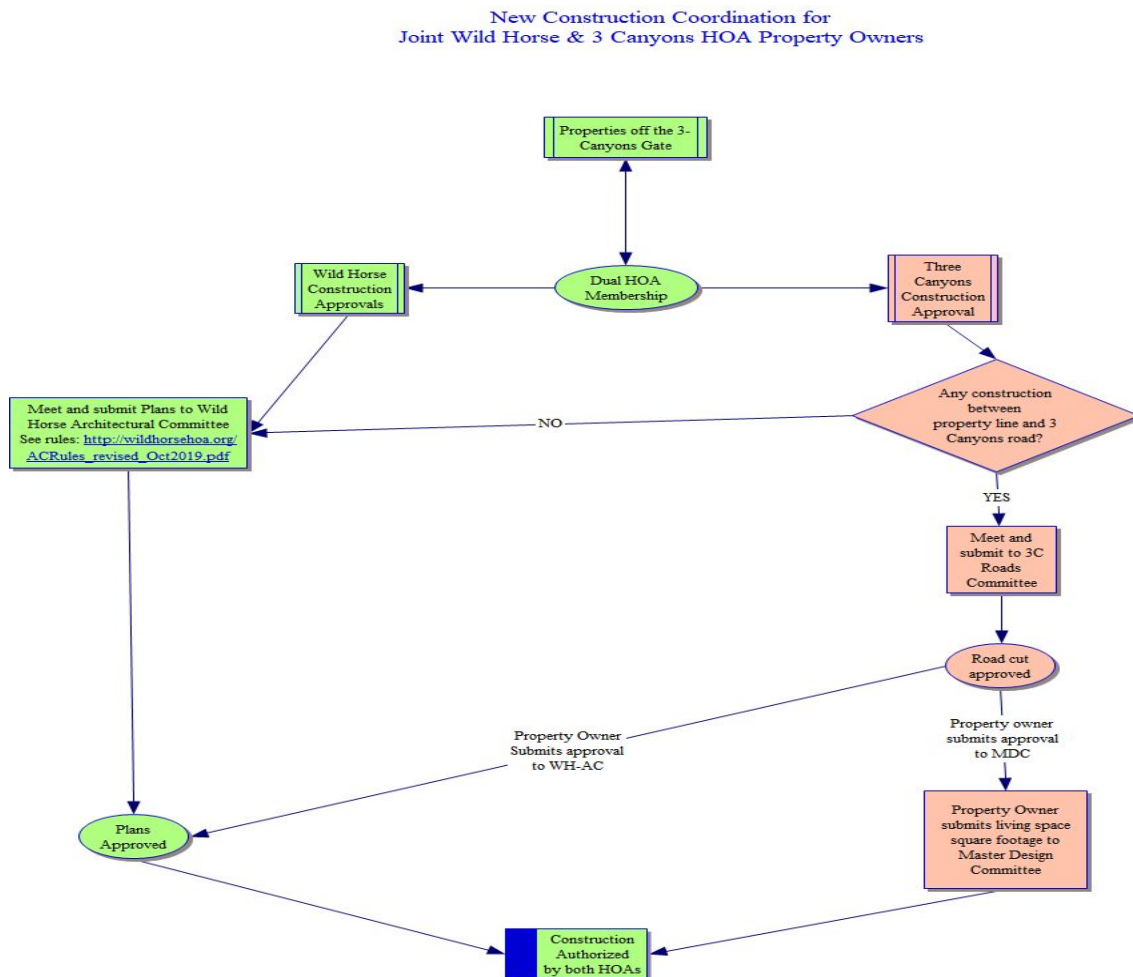 New Construction Coordination for
Joint Wild Horse & 3 Canyons HOA Property Owners
Properties off the 3-
Canyons Gate
Wild Horse
Construction
Approvals
Dual HOA
Membership
Three
Canyons
Construction
Approval
Meet and submit Plans to Wild
Horse Architectural Committee
See rules: http://wildhorsehoa.org/
ACRules_revised_Oct2019.pdf
NO
Any construction
between
property line and 3
Canyons road?
YES
Meet and
submit to 3C
Roads
Committee
Road cut
approved
Property Owner
Submits approval
to WH-AC
Property owner
submits approval
to MDC
Plans
Approved
Property Owner
submits living space
square footage to
Master Design
Committee
Construction
Authorized
by both HOAs